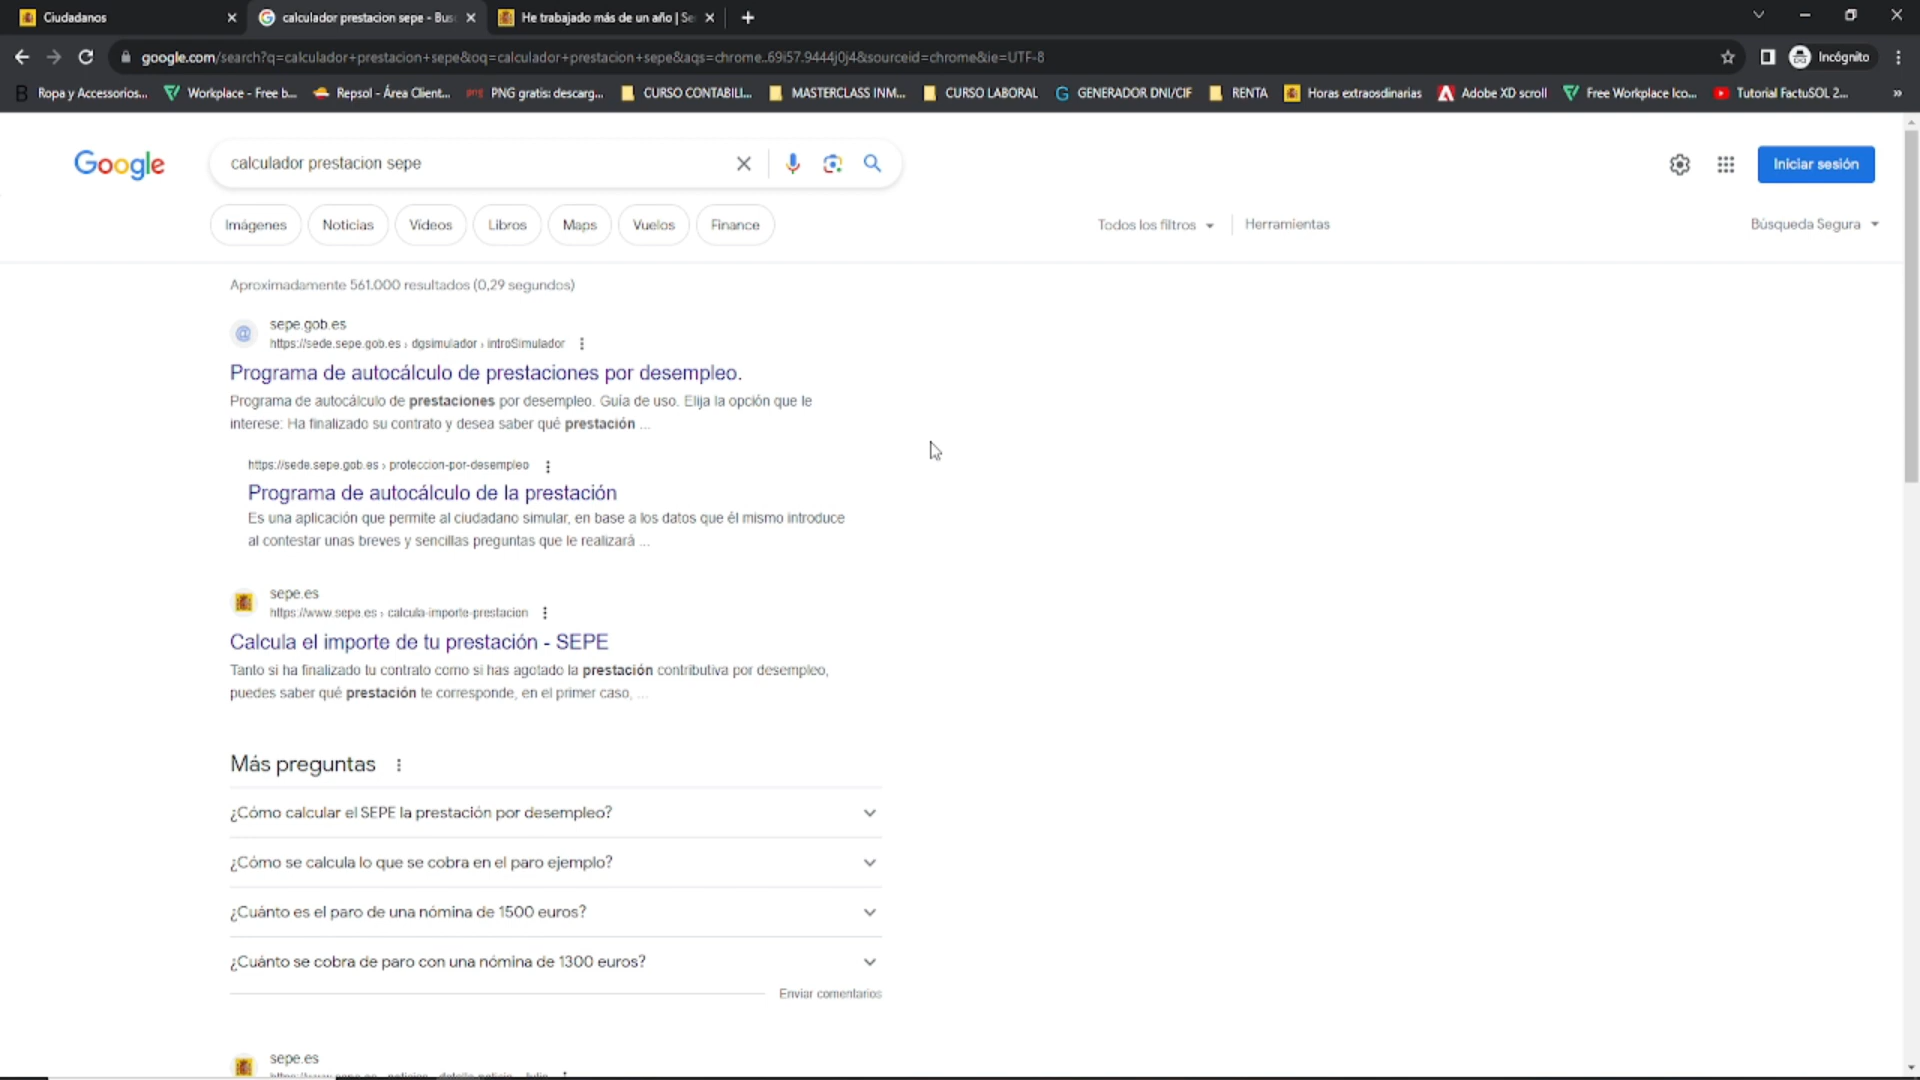 Ciudadanos
calculador prestacion sepe - Bus
He trabajado más de un año | Se
google.com/search?q=calculador+prestacion+sepe&oq=calculador+prestacion+sepe&aqs=chrome..69i57.9444j0j4&sourceid=chrome&ie=UTF-8
Incógnito
Ropa y Accessorios...
Workplace - Free b...
Repsol - Área Client...
PNG gratis: descarg...
CURSO CONTABILI...
MASTERCLASS INM...
CURSO LABORAL
GENERADOR DNI/CIF
RENTA
Horas extraosdinarias
Adobe XD scroll
Free Workplace Ico...
Tutorial FactuSOL 2...
»
Google
calculador prestacion sepe
Iniciar sesión
Imágenes
Noticias
Vídeos
Libros
Maps
Vuelos
Finance
Todos los filtros
Herramientas
Búsqueda Segura
Aproximadamente 561.000 resultados (0,29 segundos)
sepe.gob.es
https://sede.sepe.gob.es › dgsimulador › introSimulador
Programa de autocálculo de prestaciones por desempleo.
Programa de autocálculo de prestaciones por desempleo. Guía de uso. Elija la opción que le
interese: Ha finalizado su contrato y desea saber qué prestación ...
https://sede.sepe.gob.es › proteccion-por-desempleo
Programa de autocálculo de la prestación
Es una aplicación que permite al ciudadano simular, en base a los datos que él mismo introduce
al contestar unas breves y sencillas preguntas que le realizará ...
sepe.es
https://www.sepe.es › calcula-importe-prestacion
Calcula el importe de tu prestación - SEPE
Tanto si ha finalizado tu contrato como si has agotado la prestación contributiva por desempleo,
puedes saber qué prestación te corresponde, en el primer caso, ...
Más preguntas
¿Cómo calcular el SEPE la prestación por desempleo?
¿Cómo se calcula lo que se cobra en el paro ejemplo?
¿Cuánto es el paro de una nómina de 1500 euros?
¿Cuánto se cobra de paro con una nómina de 1300 euros?
Enviar comentarios
sepe.es